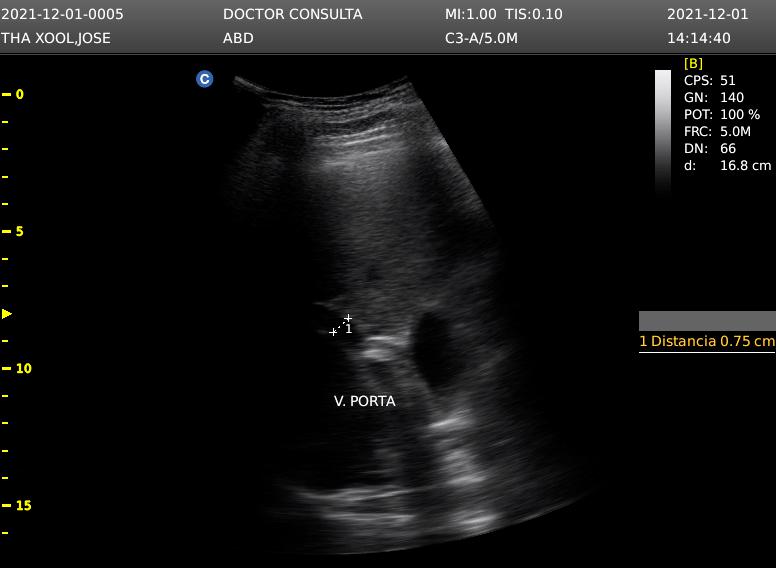 2021-12-01-0005 DOCTOR CONSULTA MI:1.00 TIS:0.10 2021-12-01
THA XOOL,JOSE ABD C3-A/5.0M 14:14:40
C
[B]
CPS: 51
GN: 140
POT: 100 %
FRC: 5.0M
DN: 66
d: 16.8 cm
0
5
10
15
1
1 Distancia 0.75 cm
V. PORTA